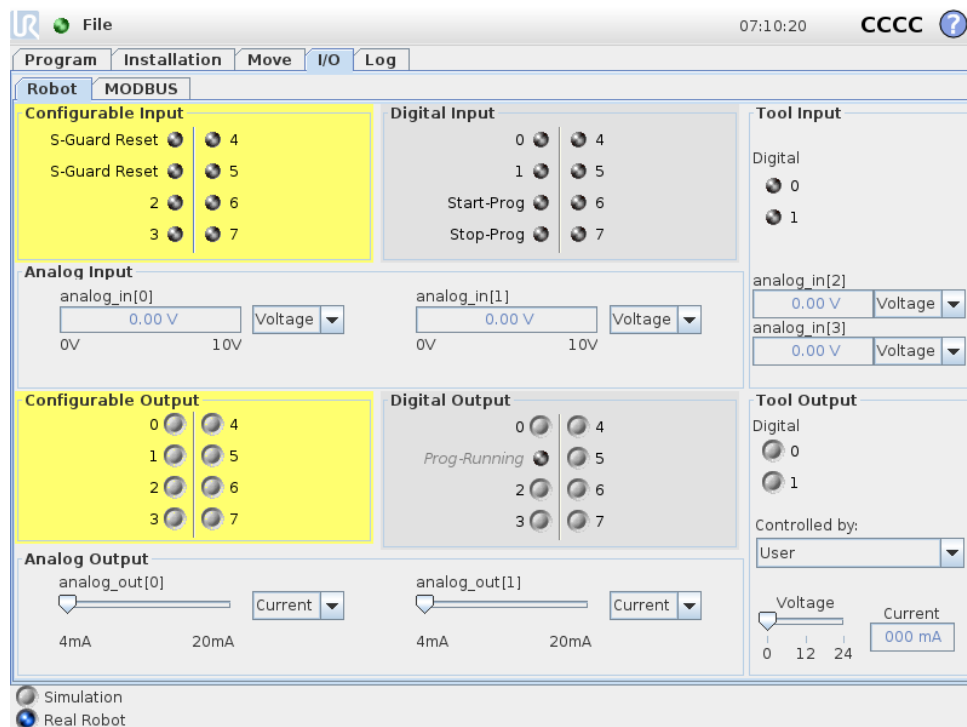 UR File 07:10:20 CCCC ?
Program Installation Move I/O Log
Robot MODBUS
Configurable Input
S-Guard Reset 4
S-Guard Reset 5
2 6
3 7
Digital Input
0 4
1 5
Start-Prog 6
Stop-Prog 7
Tool Input
Digital
0
1
Analog Input
analog_in[0]
0.00 V Voltage
0V 10V
analog_in[1]
0.00 V Voltage
0V 10V
analog_in[2]
0.00 V Voltage
analog_in[3]
0.00 V Voltage
Configurable Output
0 4
1 5
2 6
3 7
Digital Output
0 4
Prog-Running 5
2 6
3 7
Tool Output
Digital
0
1
Controlled by:
User
Analog Output
analog_out[0]
Current
4mA 20mA
analog_out[1]
Current
4mA 20mA
Voltage
0 12 24
Current
000 mA
Simulation
Real Robot